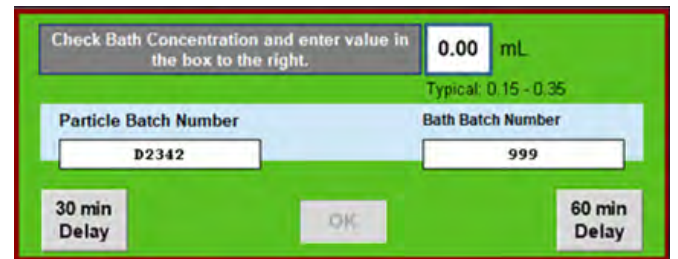 Check Bath Concentration and enter value in
the box to the right.
0.00 mL
Typical: 0.15 - 0.35
Particle Batch Number
Bath Batch Number
D2342
999
30 min
Delay
OK
60 min
Delay